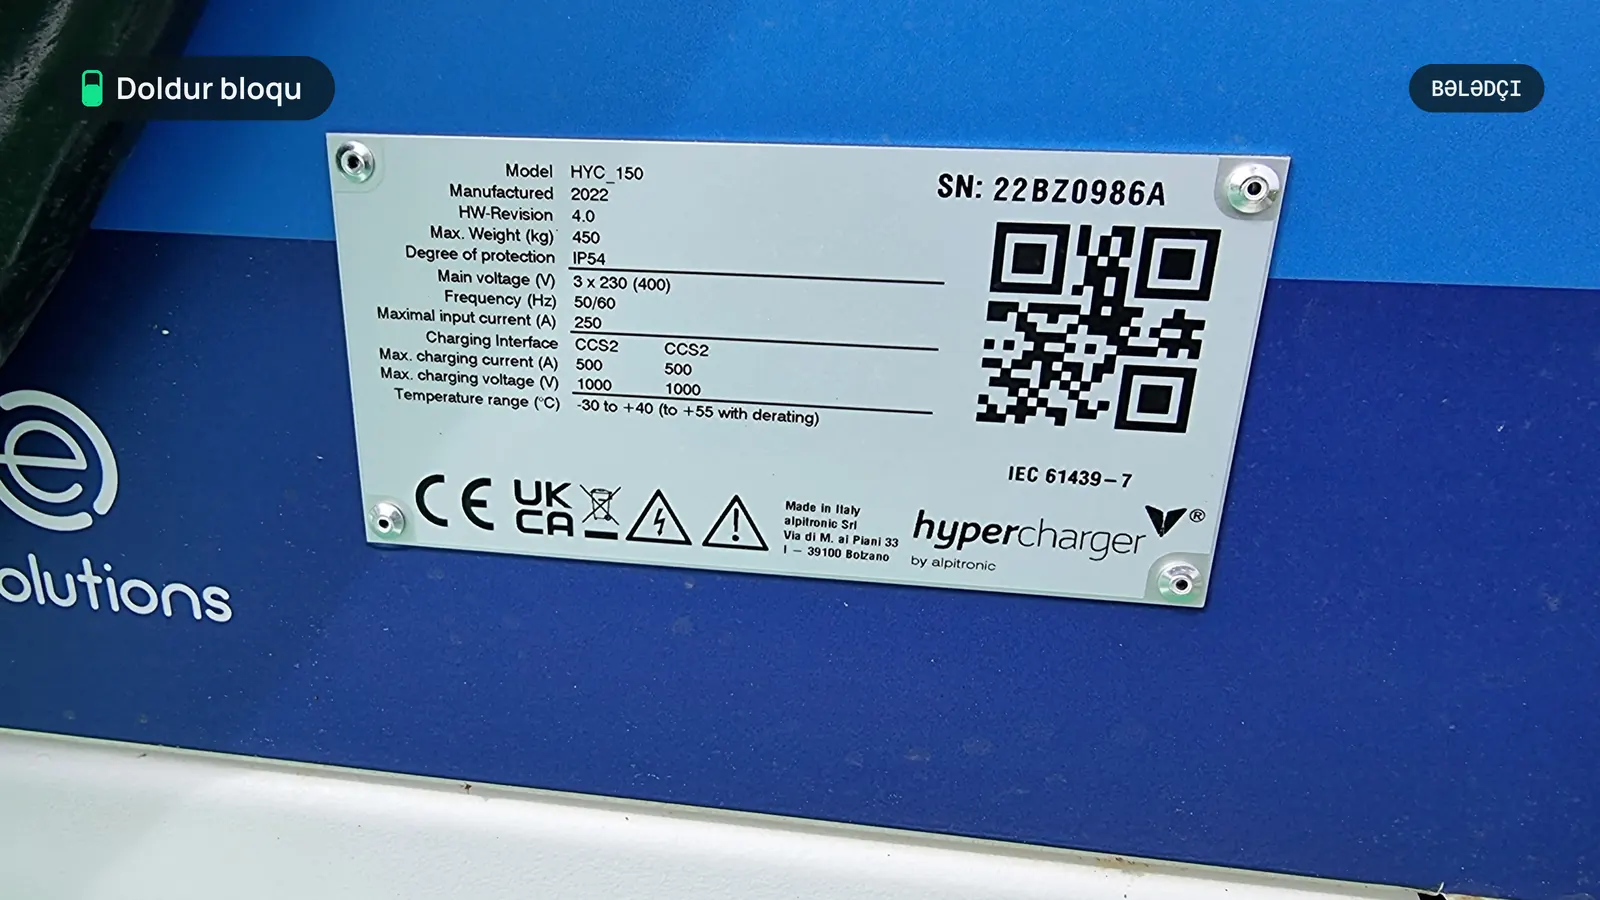 Doldur bloqu
BƏLƏDÇİ
Model HYC_150
Manufactured 2022
HW-Revision 4.0
Max. Weight (kg) 450
Degree of protection IP54
Main voltage (V) 3 x 230 (400)
Frequency (Hz) 50/60
Maximal input current (A) 250
Charging Interface CCS2 CCS2
Max. charging current (A) 500 500
Max. charging voltage (V) 1000 1000
Temperature range (°C) -30 to +40 (to +55 with derating)
SN: 22BZ0986A
IEC 61439-7
CE
UK
CA
Made in Italy
alpitronic Srl
Via di M. ai Piani 33
I - 39100 Bolzano
hypercharger®
by alpitronic
e
olutions